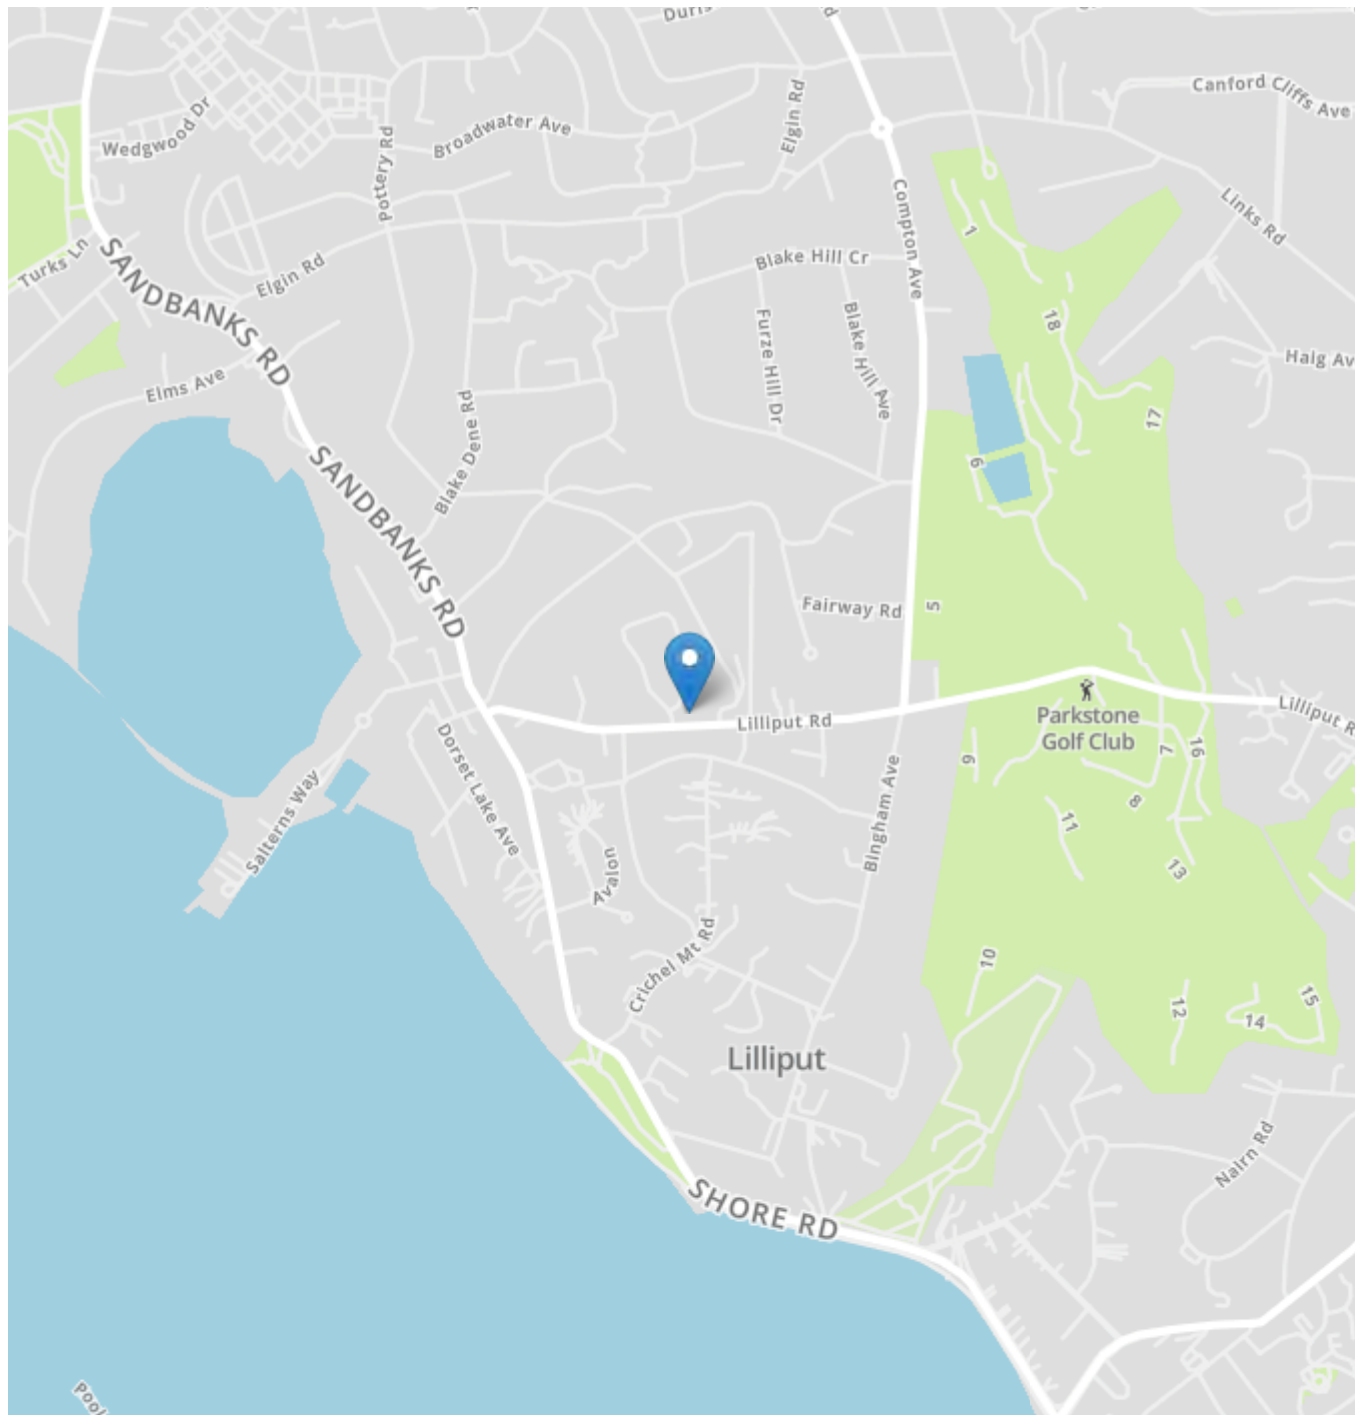 Canford Cliffs Ave
Elgin Rd
Wedgwood Dr
Broadwater Ave
Pottery Rd
Compton Ave
Links Rd
1
Turks Ln
SANDBANKS RD
Elgin Rd
Blake Hill Cr
18
Furze Hill Dr
Blake Hill Ave
Elms Ave
17
Blake Dene Rd
6
SANDBANKS RD
Fairway Rd
5
Lilliput Rd
Parkstone
Golf Club
9
7
16
Dorset Lake Ave
Salterns Way
8
Bingham Ave
11
Avalon
13
Crichel Mt Rd
10
12
15
14
Lilliput
Nairn Rd
SHORE RD